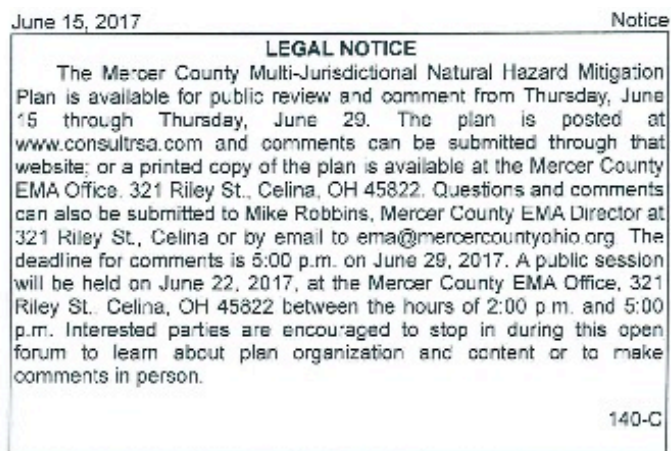 June 15, 2017 Notice
LEGAL NOTICE
The Mercer County Multi-Jurisdictional Natural Hazard Mitigation
Plan is available for public review and comment from Thursday, June
15 through Thursday, June 29. The plan is posted at
www.consultrsa.com and comments can be submitted through that
website; or a printed copy of the plan is available at the Mercer County
EMA Office. 321 Riley St., Celina, OH 45822. Questions and comments
can also be submitted to Mike Robbins, Mercer County EMA Director at
321 Riley St., Celina or by email to ema@mercercountyohio.org. The
deadline for comments is 5:00 p.m. on June 29, 2017. A public session
will be held on June 22, 2017, at the Mercer County EMA Office, 321
Riley St., Celina, OH 45822 between the hours of 2:00 p.m. and 5:00
p.m. Interested parties are encouraged to stop in during this open
forum to learn about plan organization and content or to make
comments in person.
140-C